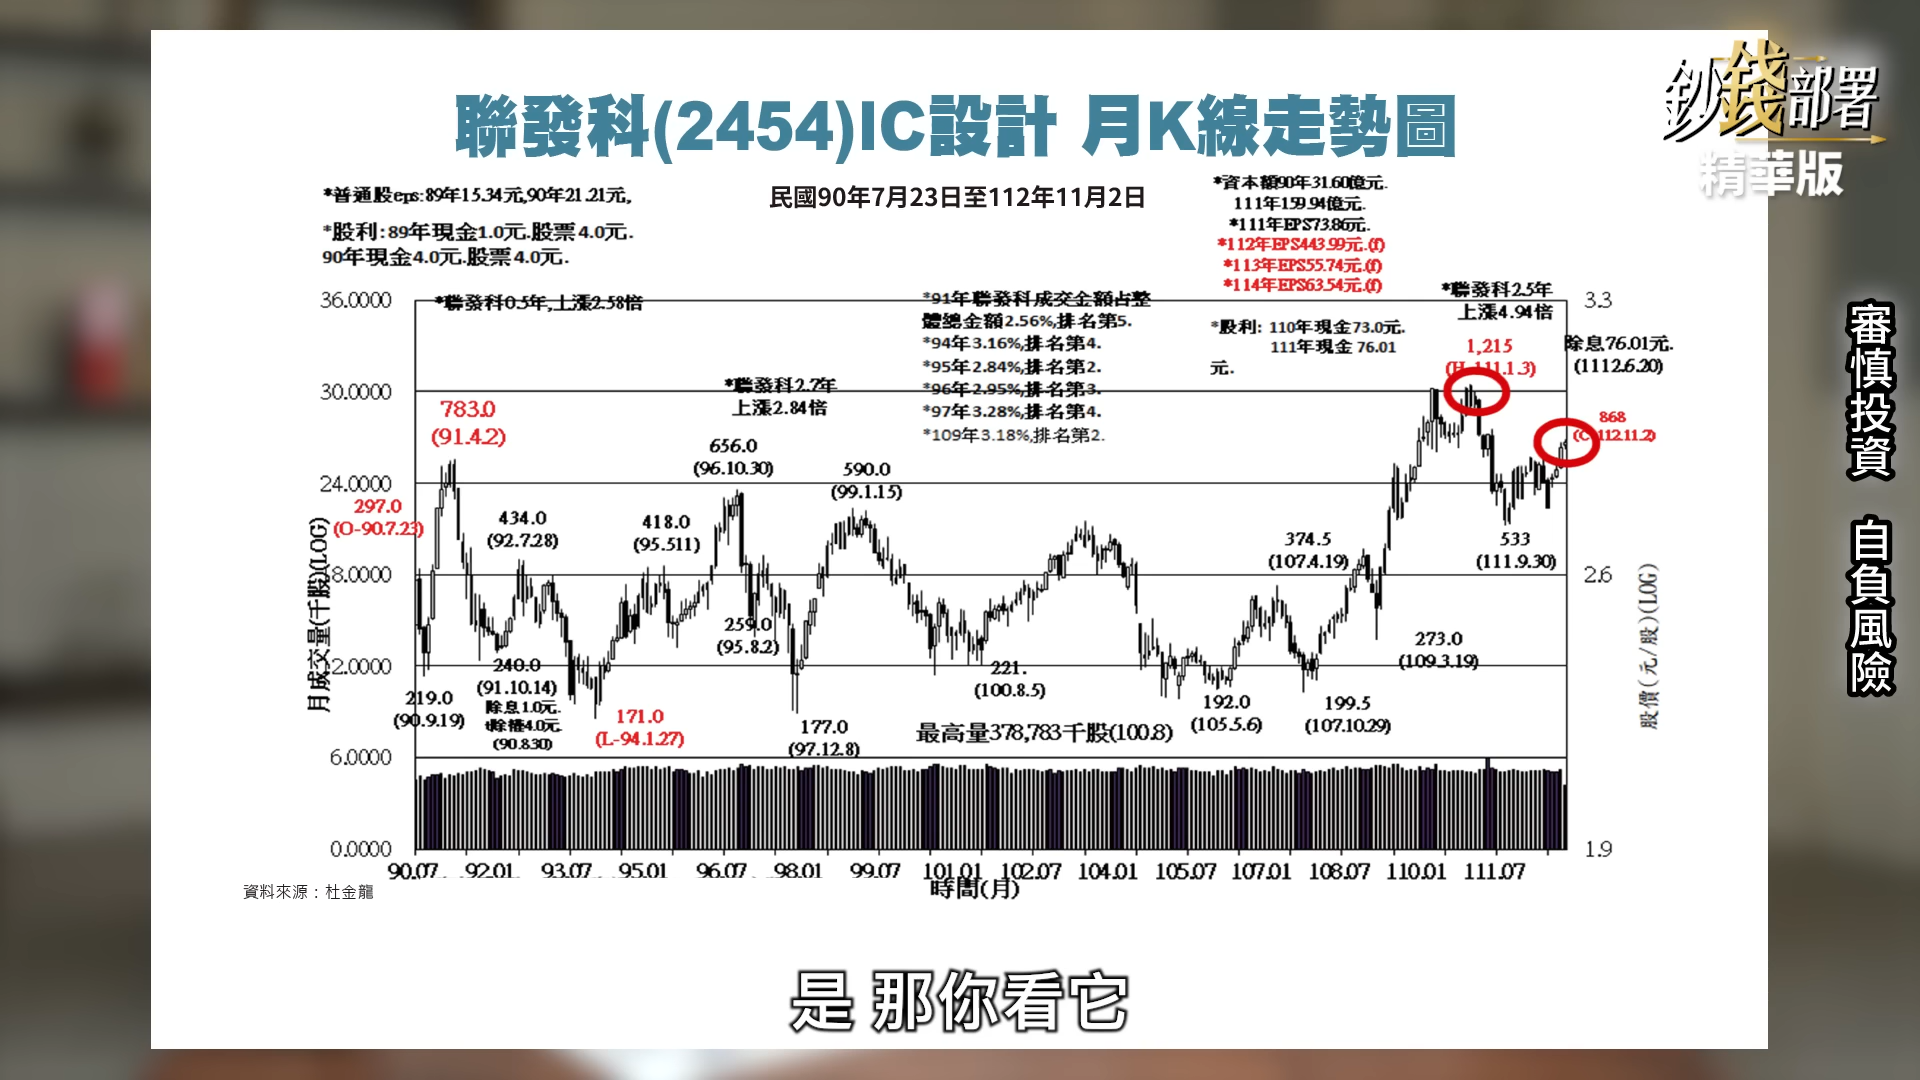 聯發科(2454)IC設計 月K線走勢圖
鈔錢部署
精華版
民國90年7月23日至112年11月2日
*普通股eps:89年15.34元,90年21.21元,
*股利:89年現金1.0元.股票4.0元.
90年現金4.0元.股票4.0元.
*資本額90年31.60億元.
111年159.94億元.
*111年EPS73.86元.
*112年EPS443.99元.(f)
*113年EPS55.74元.(f)
*114年EPS63.54元.(f)
*聯發科0.5年,上漲2.58倍
*聯發科2.7年
上漲2.84倍
*91年聯發科成交金額占整
體總金額2.56%,排名第5.
*94年3.16%,排名第4.
*95年2.84%,排名第2.
*96年2.95%,排名第3.
*97年3.28%,排名第4.
*109年3.18%,排名第2.
*股利: 110年現金73.0元.
111年現金 76.01
元.
*聯發科2.5年
上漲4.94倍
除息76.01元.
(1112.6.20)
1,215
(H-111.1.3)
868
(C-112.11.2)
783.0
(91.4.2)
297.0
(O-90.7.23)
434.0
(92.7.28)
418.0
(95.511)
656.0
(96.10.30)
590.0
(99.1.15)
374.5
(107.4.19)
533
(111.9.30)
259.0
(95.8.2)
273.0
(109.3.19)
219.0
(90.9.19)
240.0
(91.10.14)
除息1.0元.
除權4.0元.
(90.8.30)
171.0
(L-94.1.27)
177.0
(97.12.8)
221.
(100.8.5)
最高量378,783千股(100.8)
192.0
(105.5.6)
199.5
(107.10.29)
36.0000
30.0000
24.0000
18.0000
12.0000
6.0000
0.0000
3.3
2.6
1.9
月成交量(千股)(LOG)
股價(元/股)(LOG)
90.07 92.01 93.07 95.01 96.07 98.01 99.07 101.01 102.07 104.01 105.07 107.01 108.07 110.01 111.07
時間(月)
資料來源：杜金龍
審慎投資 自負風險
是 那你看它